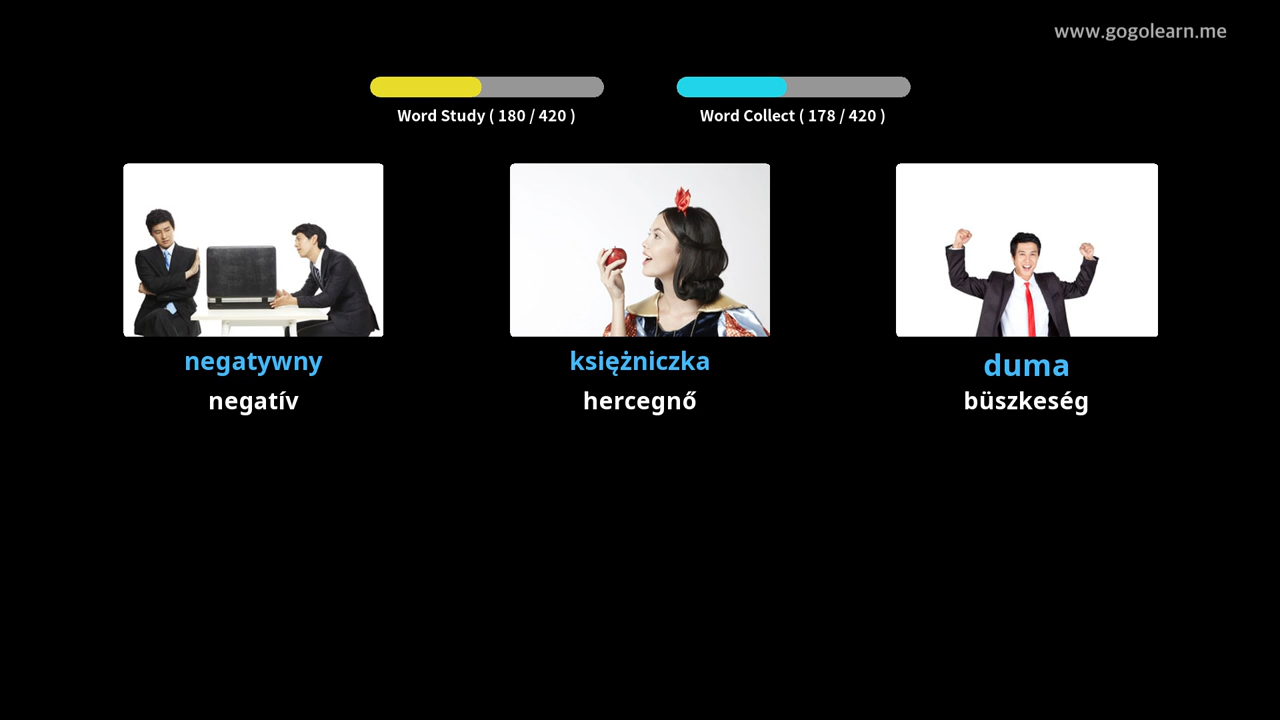 www.gogolearn.me
Word Study ( 180 / 420 )
Word Collect ( 178 / 420 )
negatywny
negatív
księżniczka
hercegnő
duma
büszkeség